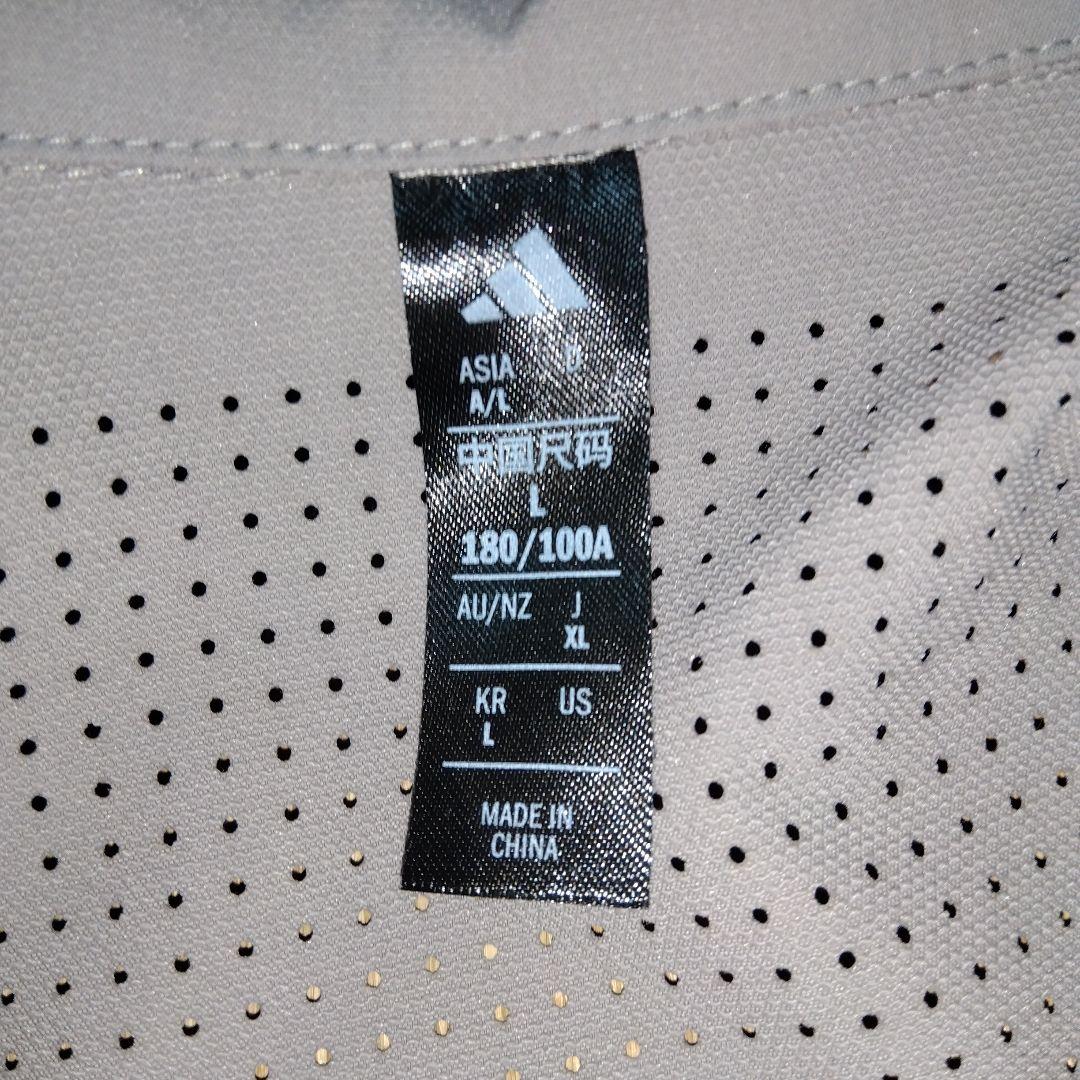 ASIA D
A/L
中国尺码
L
180/100A
AU/NZ J
XL
KR US
L
MADE IN
CHINA